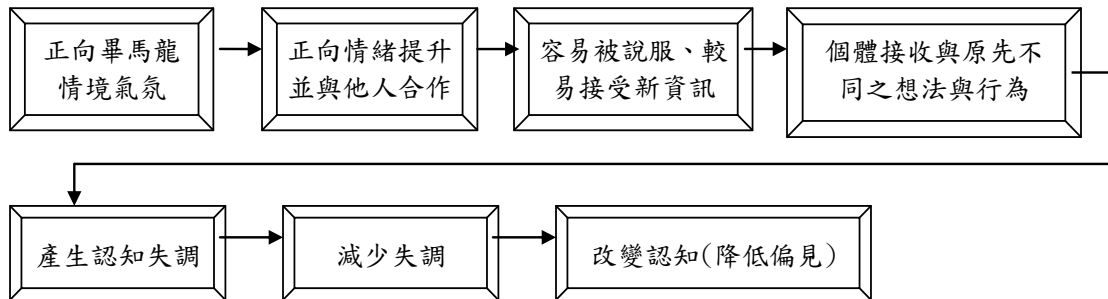 正向畢馬龍
情境氣氛
正向情緒提升
並與他人合作
容易被說服、較
易接受新資訊
個體接收與原先不
同之想法與行為
產生認知失調
減少失調
改變認知(降低偏見)